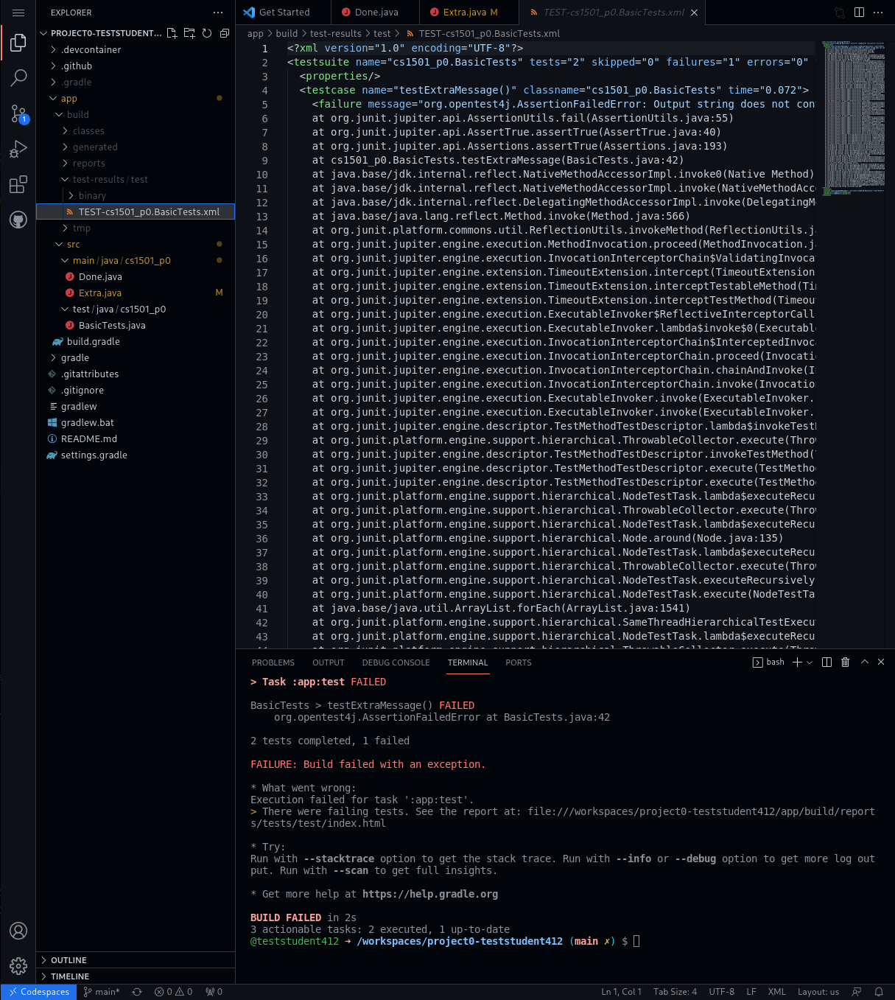 EXPLORER
PROJECT0-TESTSTUDENT...
.devcontainer
.github
.gradle
app
build
classes
generated
reports
test-results / test
binary
TEST-cs1501_p0.BasicTests.xml
tmp
src
main / java / cs1501_p0
Done.java
Extra.java M
test / java / cs1501_p0
BasicTests.java
build.gradle
gradle
.gitattributes
.gitignore
gradlew
gradlew.bat
README.md
settings.gradle
OUTLINE
TIMELINE
Get Started
Done.java
Extra.java M
TEST-cs1501_p0.BasicTests.xml
app > build > test-results > test > TEST-cs1501_p0.BasicTests.xml
1 <?xml version="1.0" encoding="UTF-8"?>
2 <testsuite name="cs1501_p0.BasicTests" tests="2" skipped="0" failures="1" errors="0"
3 <properties/>
4 <testcase name="testExtraMessage()" classname="cs1501_p0.BasicTests" time="0.072">
5 <failure message="org.opentest4j.AssertionFailedError: Output string does not con
6 at org.junit.jupiter.api.AssertionUtils.fail(AssertionUtils.java:55)
7 at org.junit.jupiter.api.AssertTrue.assertTrue(AssertTrue.java:40)
8 at org.junit.jupiter.api.Assertions.assertTrue(Assertions.java:193)
9 at cs1501_p0.BasicTests.testExtraMessage(BasicTests.java:42)
10 at java.base/jdk.internal.reflect.NativeMethodAccessorImpl.invoke0(Native Method)
11 at java.base/jdk.internal.reflect.NativeMethodAccessorImpl.invoke(NativeMethodAcc
12 at java.base/jdk.internal.reflect.DelegatingMethodAccessorImpl.invoke(DelegatingM
13 at java.base/java.lang.reflect.Method.invoke(Method.java:566)
14 at org.junit.platform.commons.util.ReflectionUtils.invokeMethod(ReflectionUtils.j
15 at org.junit.jupiter.engine.execution.MethodInvocation.proceed(MethodInvocation.j
16 at org.junit.jupiter.engine.execution.InvocationInterceptorChain$ValidatingInvoca
17 at org.junit.jupiter.engine.extension.TimeoutExtension.intercept(TimeoutExtension
18 at org.junit.jupiter.engine.extension.TimeoutExtension.interceptTestableMethod(Ti
19 at org.junit.jupiter.engine.extension.TimeoutExtension.interceptTestMethod(Timeou
20 at org.junit.jupiter.engine.execution.ExecutableInvoker$ReflectiveInterceptorCall
21 at org.junit.jupiter.engine.execution.ExecutableInvoker.lambda$invoke$0(Executabl
22 at org.junit.jupiter.engine.execution.InvocationInterceptorChain$InterceptedInvoc
23 at org.junit.jupiter.engine.execution.InvocationInterceptorChain.proceed(Invocati
24 at org.junit.jupiter.engine.execution.InvocationInterceptorChain.chainAndInvoke(I
25 at org.junit.jupiter.engine.execution.InvocationInterceptorChain.invoke(Invocatio
26 at org.junit.jupiter.engine.execution.ExecutableInvoker.invoke(ExecutableInvoker.
27 at org.junit.jupiter.engine.execution.ExecutableInvoker.invoke(ExecutableInvoker.
28 at org.junit.jupiter.engine.descriptor.TestMethodTestDescriptor.lambda$invokeTest
29 at org.junit.platform.engine.support.hierarchical.ThrowableCollector.execute(Thro
30 at org.junit.jupiter.engine.descriptor.TestMethodTestDescriptor.invokeTestMethod(
31 at org.junit.jupiter.engine.descriptor.TestMethodTestDescriptor.execute(TestMetho
32 at org.junit.jupiter.engine.descriptor.TestMethodTestDescriptor.execute(TestMetho
33 at org.junit.platform.engine.support.hierarchical.NodeTestTask.lambda$executeRecu
34 at org.junit.platform.engine.support.hierarchical.ThrowableCollector.execute(Thro
35 at org.junit.platform.engine.support.hierarchical.NodeTestTask.lambda$executeRecu
36 at org.junit.platform.engine.support.hierarchical.Node.around(Node.java:135)
37 at org.junit.platform.engine.support.hierarchical.NodeTestTask.lambda$executeRecu
38 at org.junit.platform.engine.support.hierarchical.ThrowableCollector.execute(Thro
39 at org.junit.platform.engine.support.hierarchical.NodeTestTask.executeRecursively
40 at org.junit.platform.engine.support.hierarchical.NodeTestTask.execute(NodeTestTa
41 at java.base/java.util.ArrayList.forEach(ArrayList.java:1541)
42 at org.junit.platform.engine.support.hierarchical.SameThreadHierarchicalTestExecu
43 at org.junit.platform.engine.support.hierarchical.NodeTestTask.lambda$executeRecu
PROBLEMS OUTPUT DEBUG CONSOLE TERMINAL PORTS
bash
> Task :app:test FAILED
BasicTests > testExtraMessage() FAILED
org.opentest4j.AssertionFailedError at BasicTests.java:42
2 tests completed, 1 failed
FAILURE: Build failed with an exception.
* What went wrong:
Execution failed for task ':app:test'.
> There were failing tests. See the report at: file:///workspaces/project0-teststudent412/app/build/report
s/tests/test/index.html
* Try:
Run with --stacktrace option to get the stack trace. Run with --info or --debug option to get more log out
put. Run with --scan to get full insights.
* Get more help at https://help.gradle.org
BUILD FAILED in 2s
3 actionable tasks: 2 executed, 1 up-to-date
@teststudent412 ➜ /workspaces/project0-teststudent412 (main ✗) $
1
Codespaces main* 0 0 0 Ln 1, Col 1 Tab Size: 4 UTF-8 LF XML Layout: us